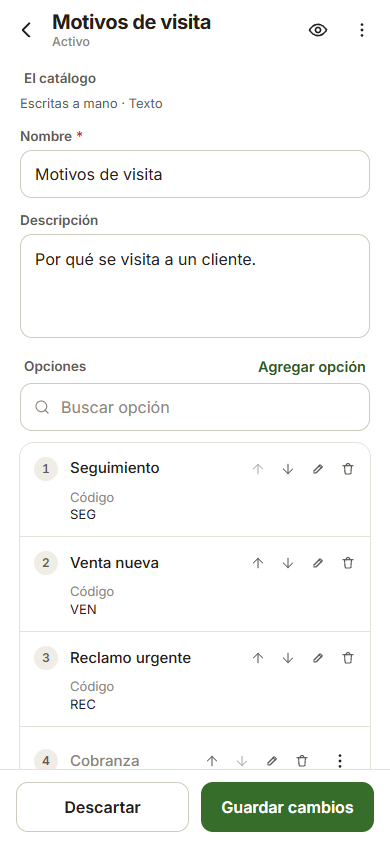 Motivos de visita
Activo
El catálogo
Escritas a mano · Texto
Nombre *
Motivos de visita
Descripción
Por qué se visita a un cliente.
Opciones
Agregar opción
Buscar opción
1 Seguimiento
Código
SEG
2 Venta nueva
Código
VEN
3 Reclamo urgente
Código
REC
4 Cobranza
Descartar
Guardar cambios